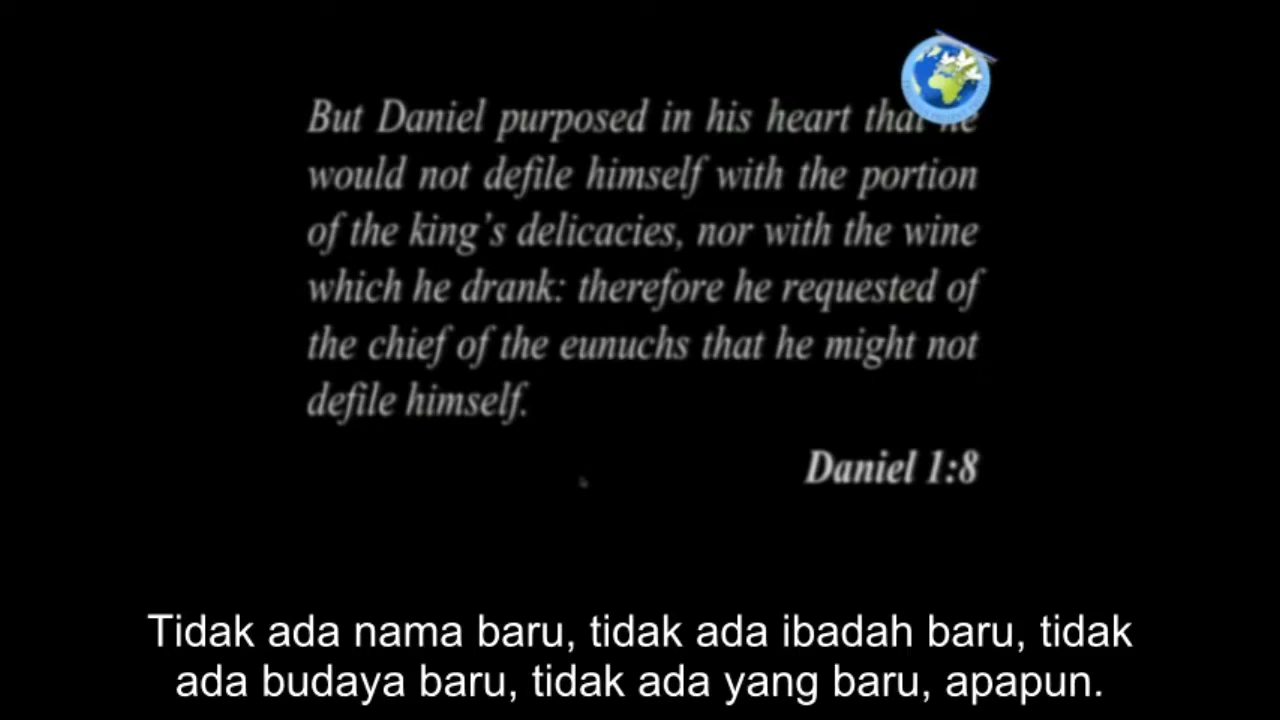 But Daniel purposed in his heart that he
would not defile himself with the portion
of the king's delicacies, nor with the wine
which he drank: therefore he requested of
the chief of the eunuchs that he might not
defile himself.
Daniel 1:8
Tidak ada nama baru, tidak ada ibadah baru, tidak
ada budaya baru, tidak ada yang baru, apapun.